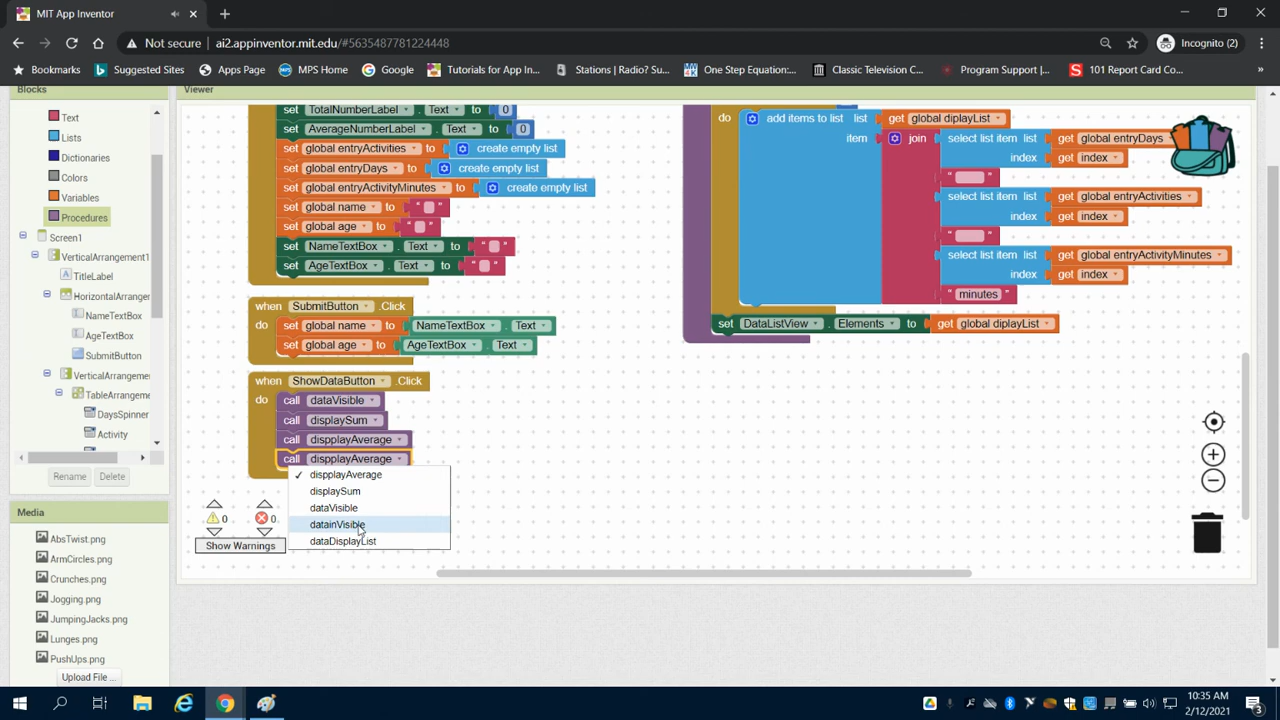 MIT App Inventor
Not secure | ai2.appinventor.mit.edu/#5635487781224448
Incognito (2)
Bookmarks Suggested Sites Apps Page MPS Home Google Tutorials for App In... Stations | Radio? Su... One Step Equation:... Classic Television C... Program Support |... 101 Report Card Co... »
Blocks
Viewer
Text
Lists
Dictionaries
Colors
Variables
Procedures
Screen1
VerticalArrangement1
TitleLabel
HorizontalArranger
NameTextBox
AgeTextBox
SubmitButton
VerticalArrangement
TableArrangeme
DaysSpinner
Activity
Rename Delete
Media
AbsTwist.png
ArmCircles.png
Crunches.png
Jogging.png
JumpingJacks.png
Lunges.png
PushUps.png
Upload File ...
set TotalNumberLabel . Text to 0
set AverageNumberLabel . Text to 0
set global entryActivities to create empty list
set global entryDays to create empty list
set global entryActivityMinutes to create empty list
set global name to " "
set global age to " "
set NameTextBox . Text to " "
set AgeTextBox . Text to " "
when SubmitButton .Click
do set global name to NameTextBox . Text
set global age to AgeTextBox . Text
when ShowDataButton .Click
do call dataVisible
call displaySum
call dispplayAverage
call dispplayAverage
✓ dispplayAverage
displaySum
dataVisible
datainVisible
dataDisplayList
0 0
Show Warnings
do add items to list list get global diplayList
item join select list item list get global entryDays
index get index
" "
select list item list get global entryActivities
index get index
" "
select list item list get global entryActivityMinutes
index get index
" minutes "
set DataListView . Elements to get global diplayList
10:35 AM
2/12/2021
3